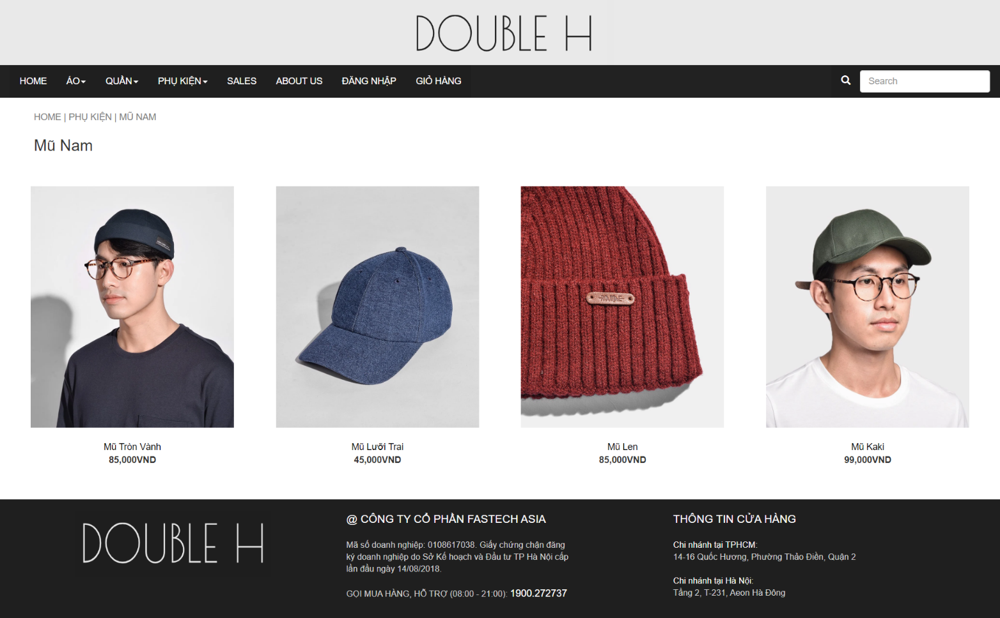 DOUBLE H
HOME ÁO QUẦN PHỤ KIỆN SALES ABOUT US ĐĂNG NHẬP GIỎ HÀNG Search
HOME | PHỤ KIỆN | MŨ NAM
Mũ Nam
ROUTINE
Mũ Tròn Vành
85,000VND
Mũ Lưỡi Trai
45,000VND
Mũ Len
85,000VND
Mũ Kaki
99,000VND
DOUBLE H
@ CÔNG TY CỔ PHẦN FASTECH ASIA
Mã số doanh nghiệp: 0108617038. Giấy chứng chận đăng
ký doanh nghiệp do Sở Kế hoạch và Đầu tư TP Hà Nội cấp
lần đầu ngày 14/08/2018.
GỌI MUA HÀNG, HỖ TRỢ (08:00 - 21:00): 1900.272737
THÔNG TIN CỬA HÀNG
Chi nhánh tại TPHCM:
14-16 Quốc Hương, Phường Thảo Điền, Quận 2
Chi nhánh tại Hà Nội:
Tầng 2, T-231, Aeon Hà Đông